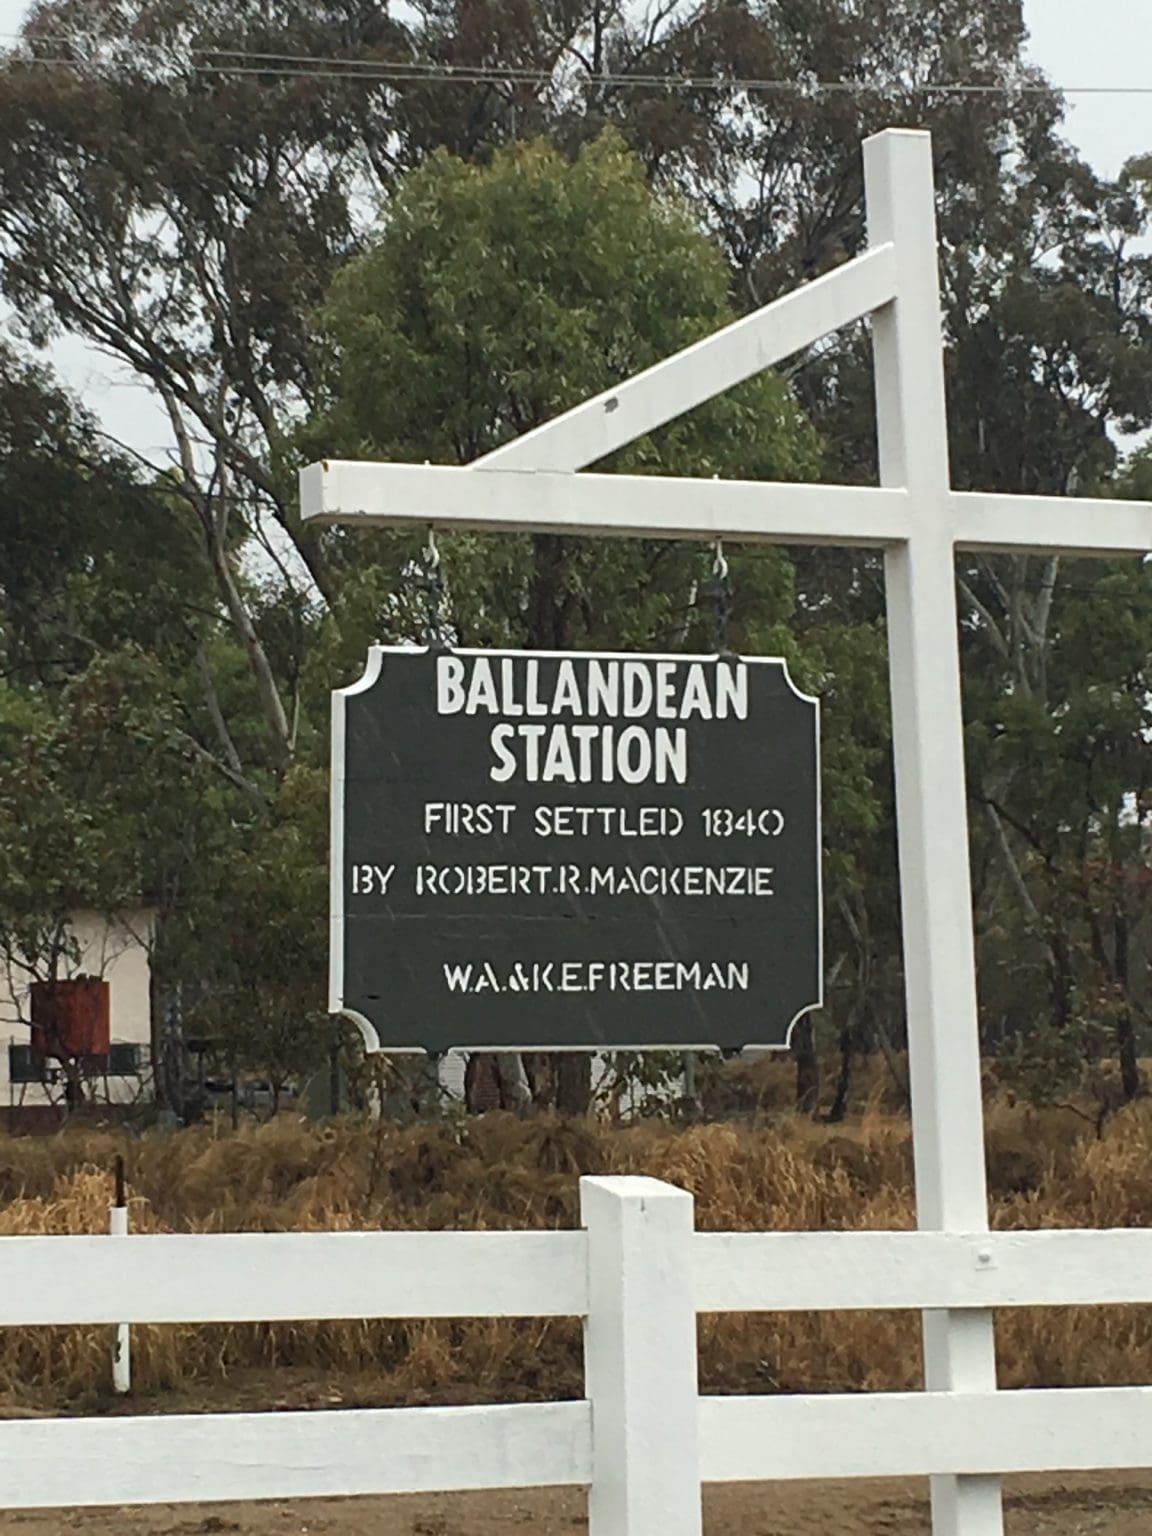 BALLANDEAN
STATION
FIRST SETTLED 1840
BY ROBERT.R.MACKENZIE
W.A.&K.E.FREEMAN